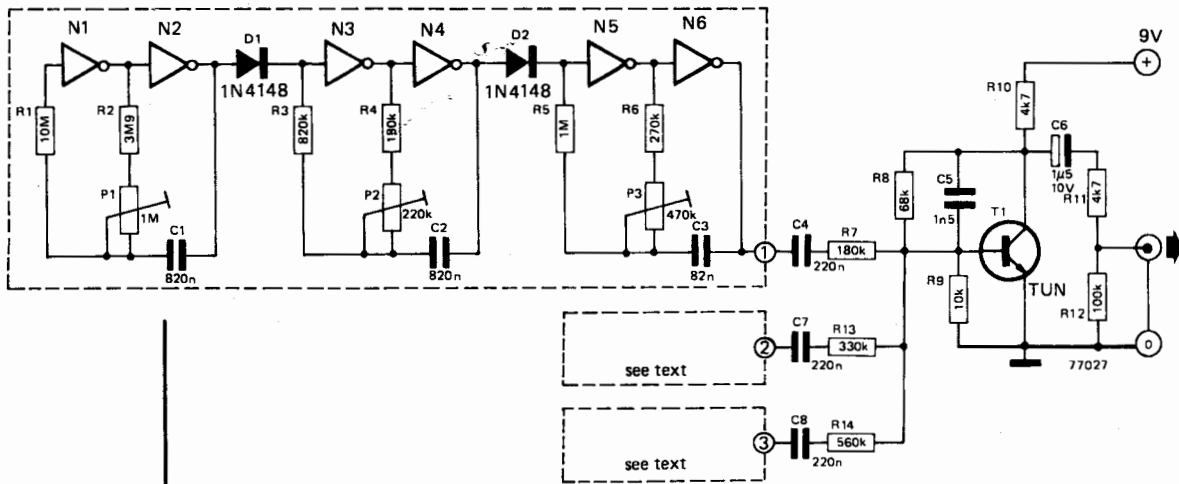 N1
N2
D1
1N4148
N3
N4
D2
1N4148
N5
N6
9V
+
R1
10M
R2
3M9
R3
820k
R4
180k
R5
1M
R6
270k
R10
4k7
P1
1M
P2
220k
P3
470k
C1
820n
C2
820n
C3
82n
1
C4
220n
R7
180k
R8
68k
C5
1n5
C6
1µ5
10V
R11
4k7
T1
TUN
R9
10k
R12
100k
0
77027
see text
2
C7
220n
R13
330k
see text
3
C8
220n
R14
560k